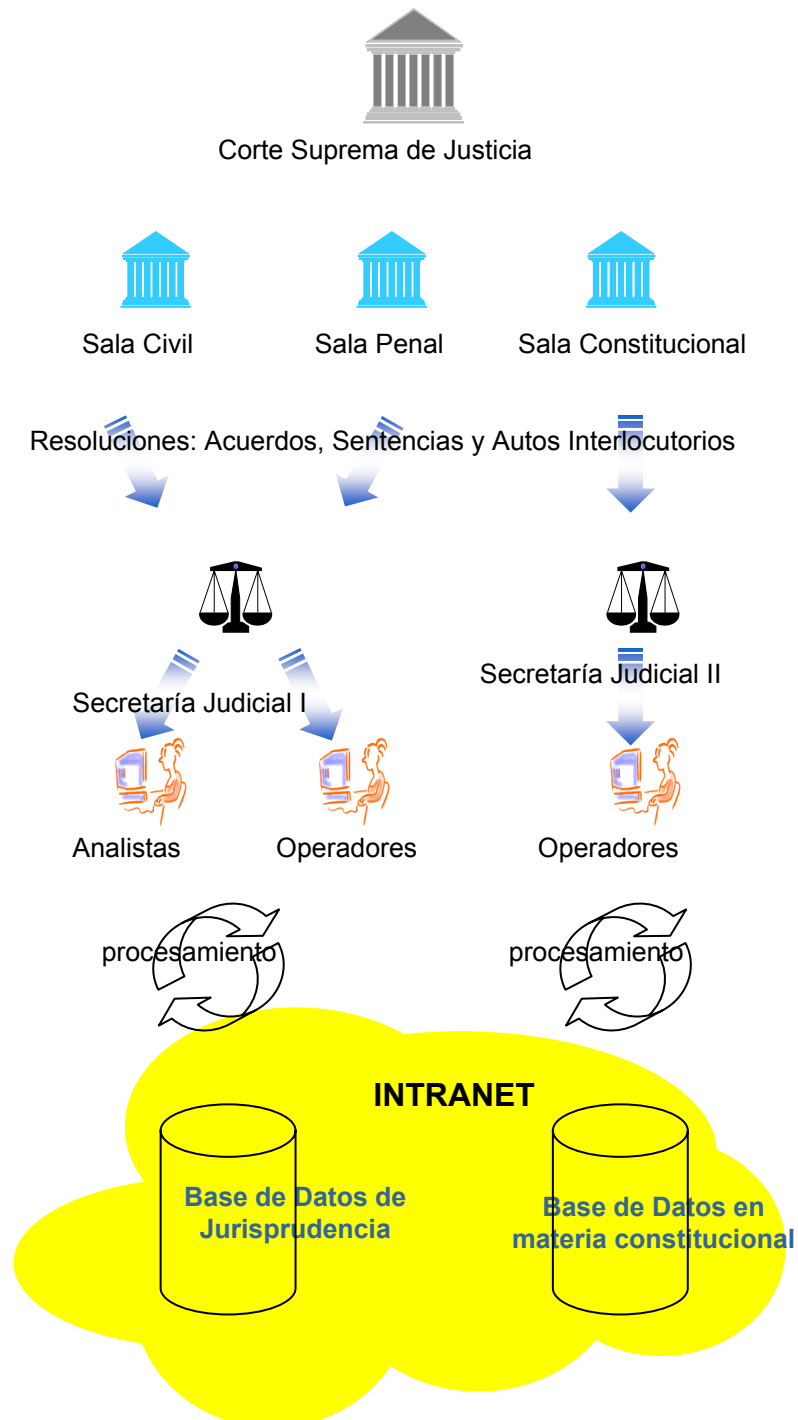 Corte Suprema de Justicia
Sala Civil
Sala Penal
Sala Constitucional
Resoluciones: Acuerdos, Sentencias y Autos Interlocutorios
Secretaría Judicial I
Secretaría Judicial II
Analistas
Operadores
Operadores
procesamiento
procesamiento
INTRANET
Base de Datos de
Jurisprudencia
Base de Datos en
materia constitucional